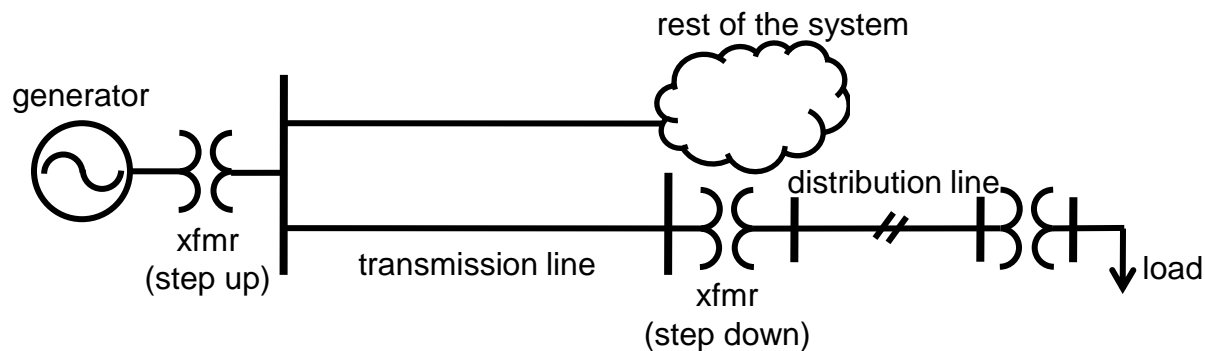 rest of the system
generator
distribution line
xfmr
(step up)
transmission line
xfmr
(step down)
load